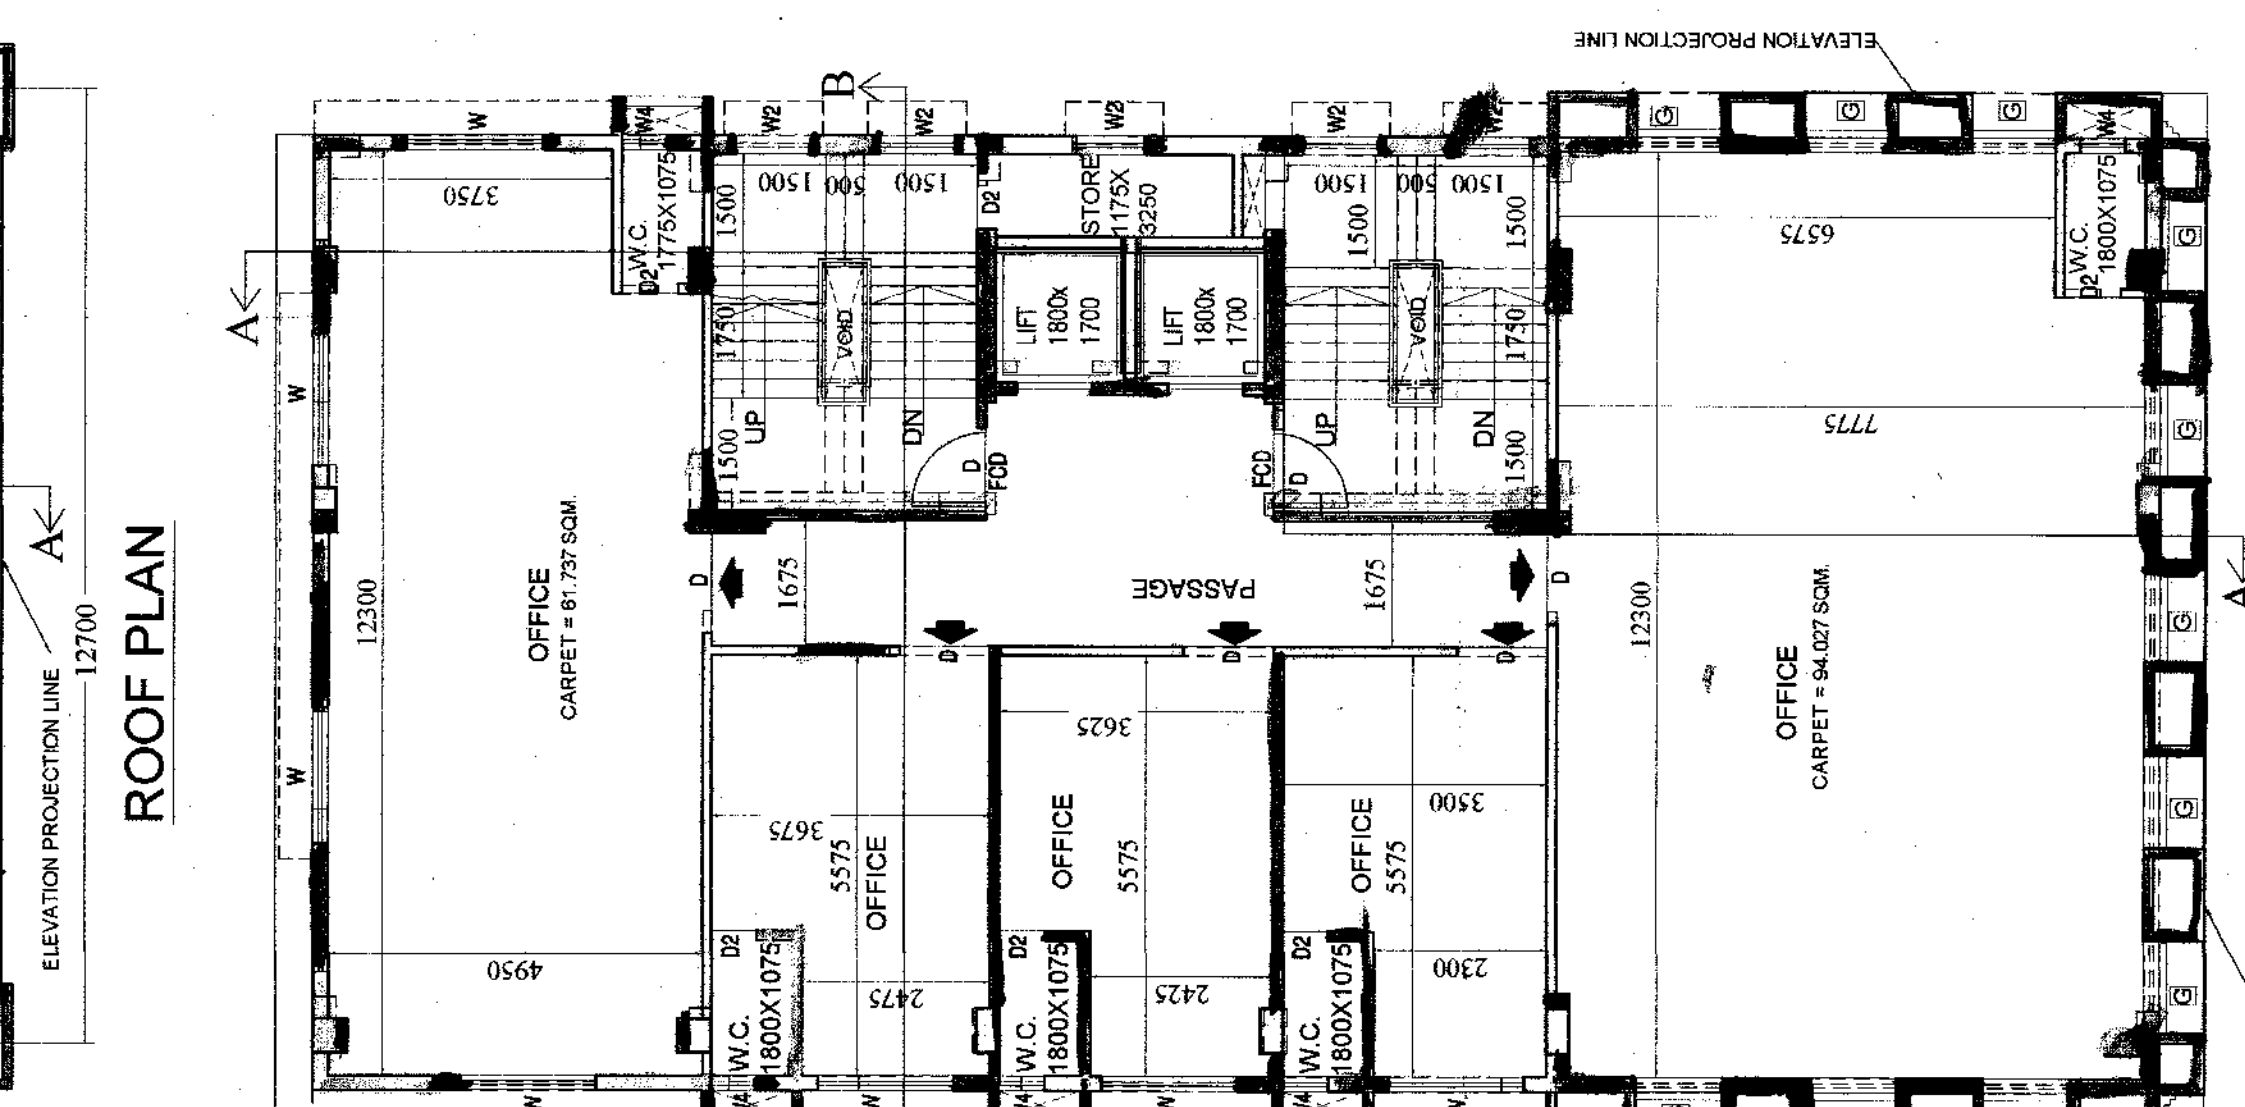 ELEVATION PROJECTION LINE
12700
A
ROOF PLAN
A
B
W
W4
W2
W2
W2
W2
W2
ELEVATION PROJECTION LINE
G
G
G
W4
3750
W.C.
1775X1075
D2
1500
500
1500
1500
1750
1500
UP
DN
VOID
D2
STORE
1175X
3250
LIFT
1800x
1700
LIFT
1800x
1700
D
FCD
FCD
D
1500
500
1500
1500
1500
1750
1500
UP
DN
VOID
6575
W.C.
1800X1075
D2
G
7775
G
W
W
12300
OFFICE
CARPET = 61.737 SQM.
4950
D
1675
PASSAGE
1675
D
D
D
D
12300
OFFICE
CARPET = 94.027 SQM.
G
G
G
A
3675
5575
OFFICE
D2
W.C.
1800X1075
2475
3625
5575
OFFICE
D2
W.C.
1800X1075
2425
3500
5575
OFFICE
D2
W.C.
1800X1075
2300